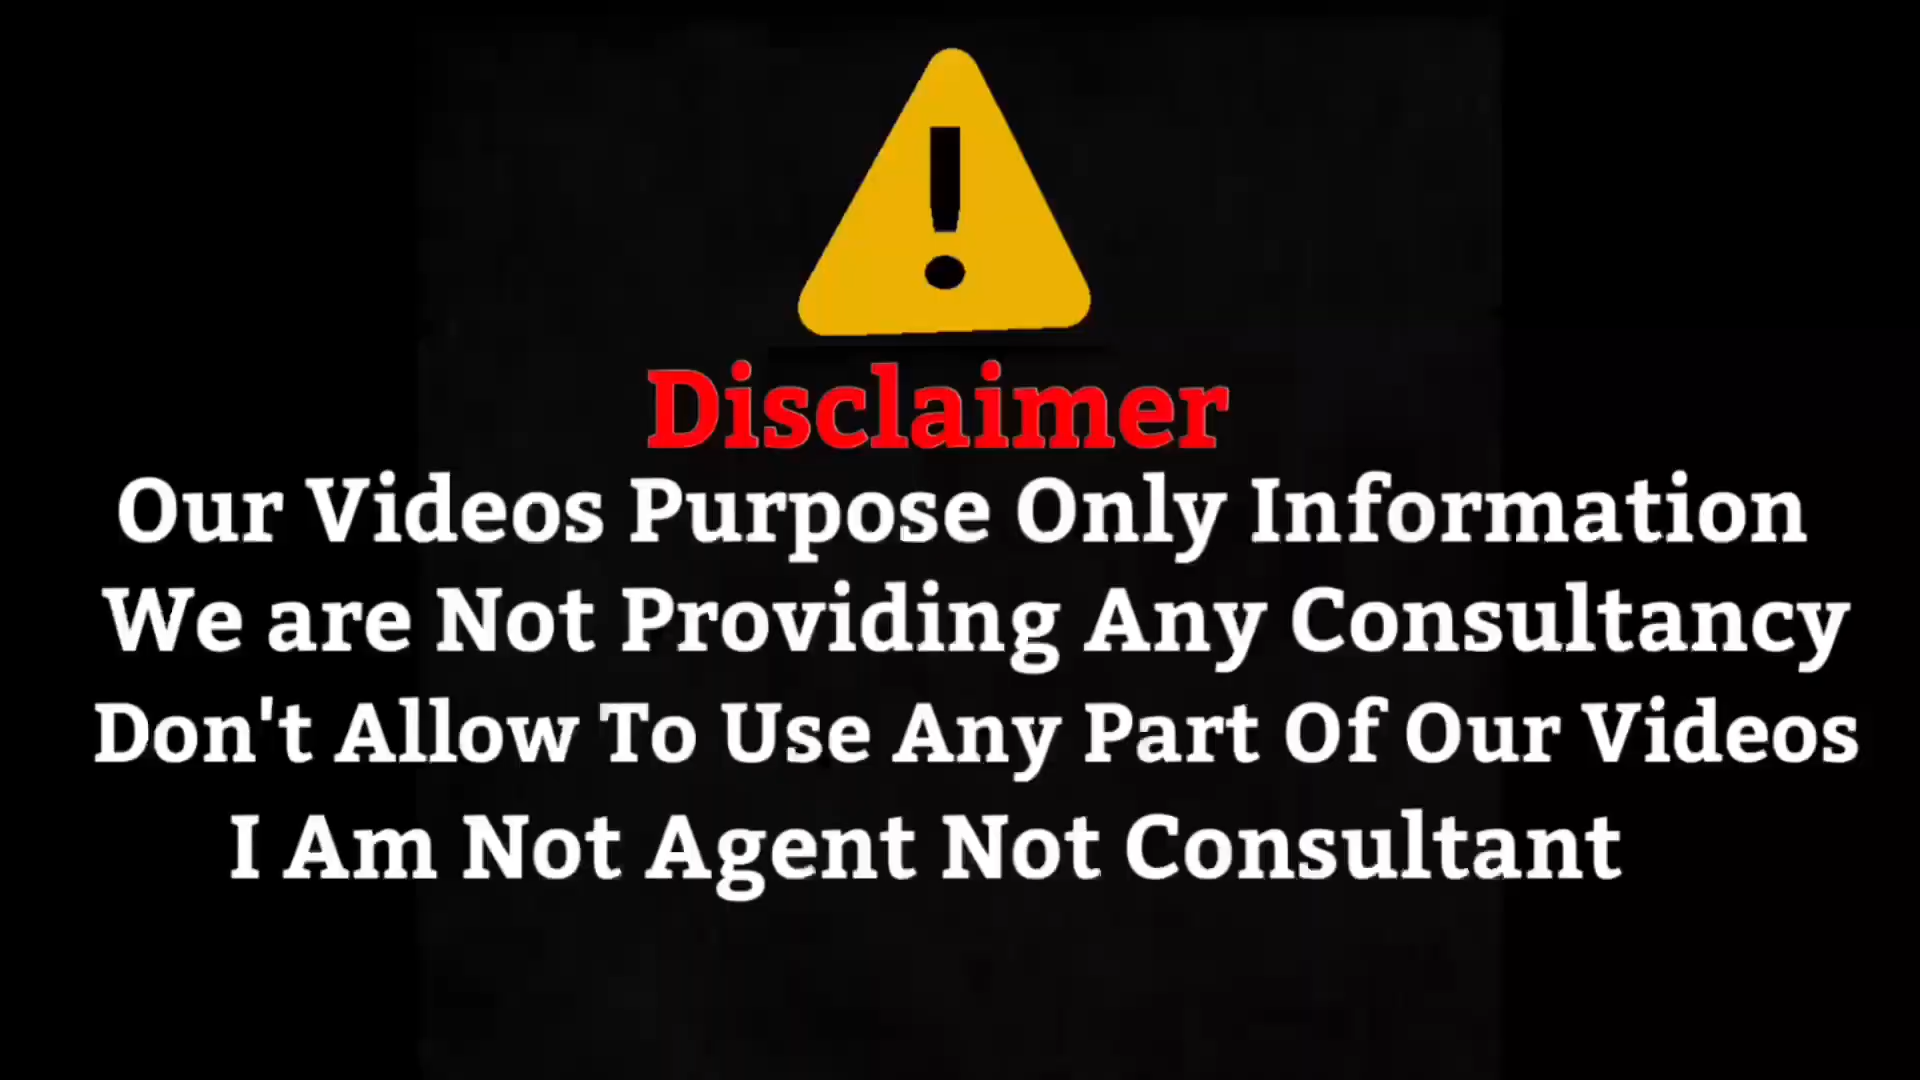 Disclaimer
Our Videos Purpose Only Information
We are Not Providing Any Consultancy
Don't Allow To Use Any Part Of Our Videos
I Am Not Agent Not Consultant